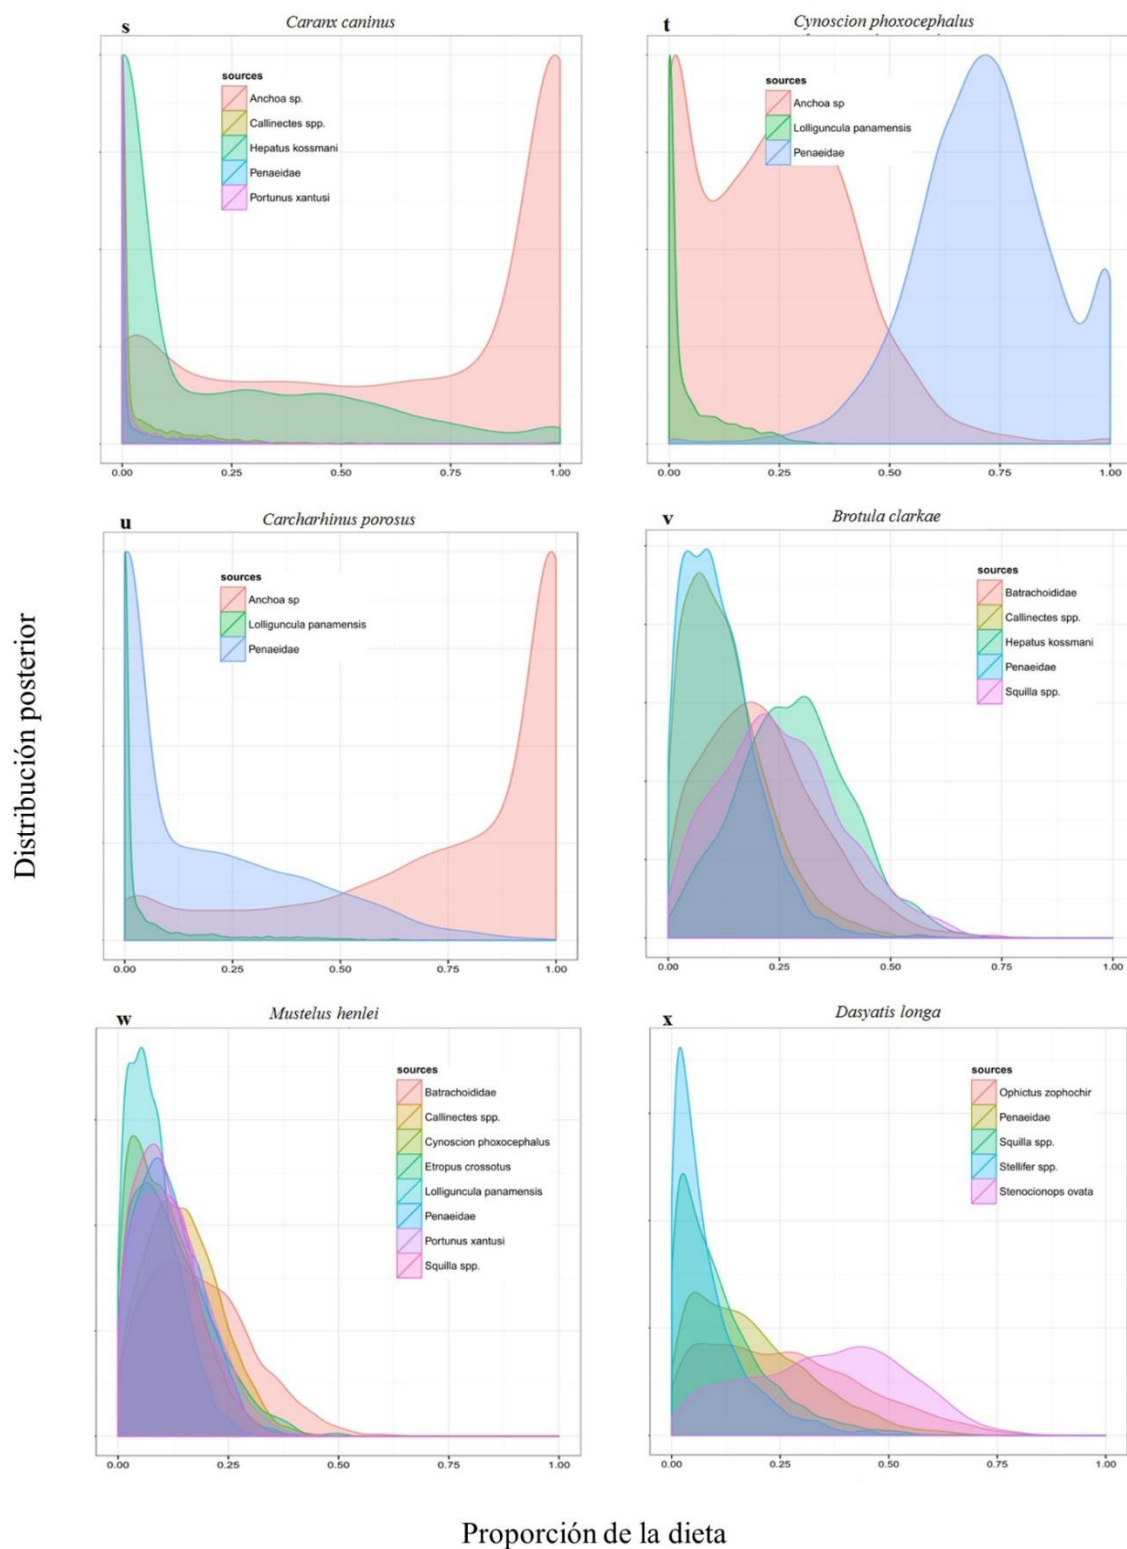 s
Caranx caninus
sources
Anchoa sp.
Callinectes spp.
Hepatus kossmani
Penaeidae
Portunus xantusi
0.00 0.25 0.50 0.75 1.00
t
Cynoscion phoxocephalus
sources
Anchoa sp
Lolliguncula panamensis
Penaeidae
0.00 0.25 0.50 0.75 1.00
u
Carcharhinus porosus
sources
Anchoa sp
Lolliguncula panamensis
Penaeidae
0.00 0.25 0.50 0.75 1.00
v
Brotula clarkae
sources
Batrachoididae
Callinectes spp.
Hepatus kossmani
Penaeidae
Squilla spp.
0.00 0.25 0.50 0.75 1.00
w
Mustelus henlei
sources
Batrachoididae
Callinectes spp.
Cynoscion phoxocephalus
Etropus crossotus
Lolliguncula panamensis
Penaeidae
Portunus xantusi
Squilla spp.
0.00 0.25 0.50 0.75 1.00
x
Dasyatis longa
sources
Ophictus zophochir
Penaeidae
Squilla spp.
Stellifer spp.
Stenocionops ovata
0.00 0.25 0.50 0.75 1.00
Distribución posterior
Proporción de la dieta